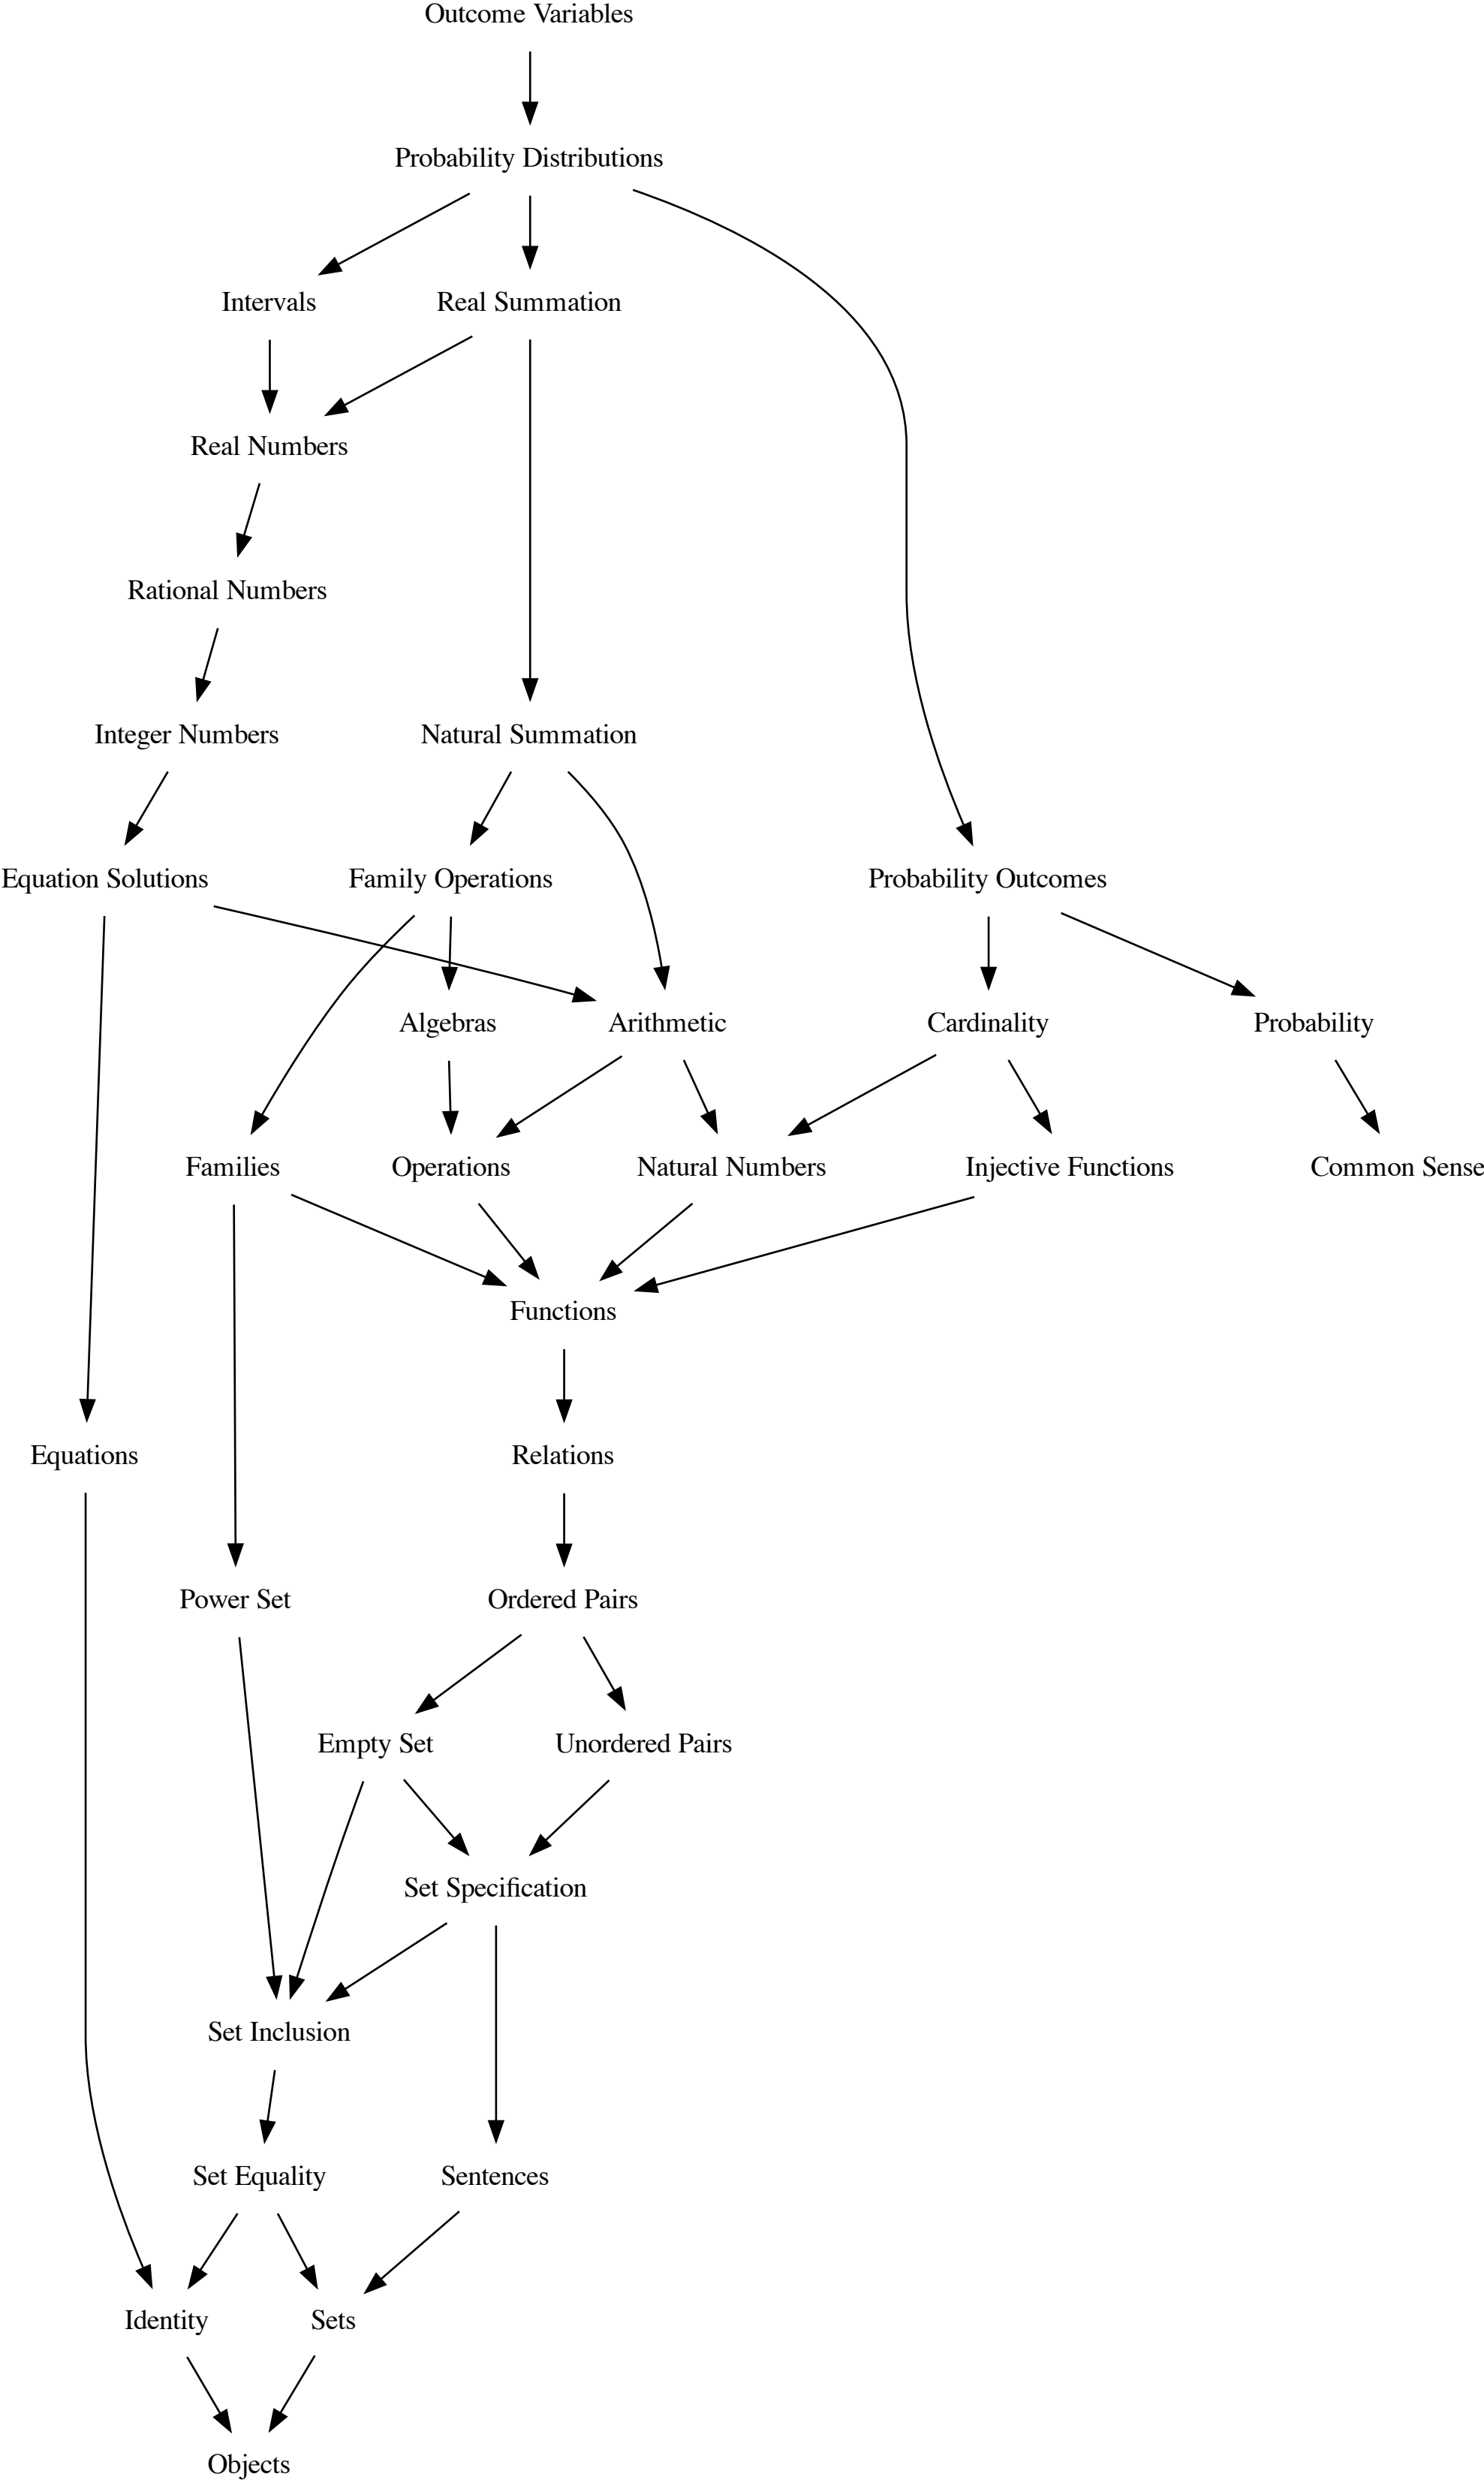 Outcome Variables
Probability Distributions
Intervals
Real Summation
Real Numbers
Rational Numbers
Integer Numbers
Natural Summation
Equation Solutions
Family Operations
Probability Outcomes
Algebras
Arithmetic
Cardinality
Probability
Families
Operations
Natural Numbers
Injective Functions
Common Sense
Functions
Equations
Relations
Power Set
Ordered Pairs
Empty Set
Unordered Pairs
Set Specification
Set Inclusion
Set Equality
Sentences
Identity
Sets
Objects